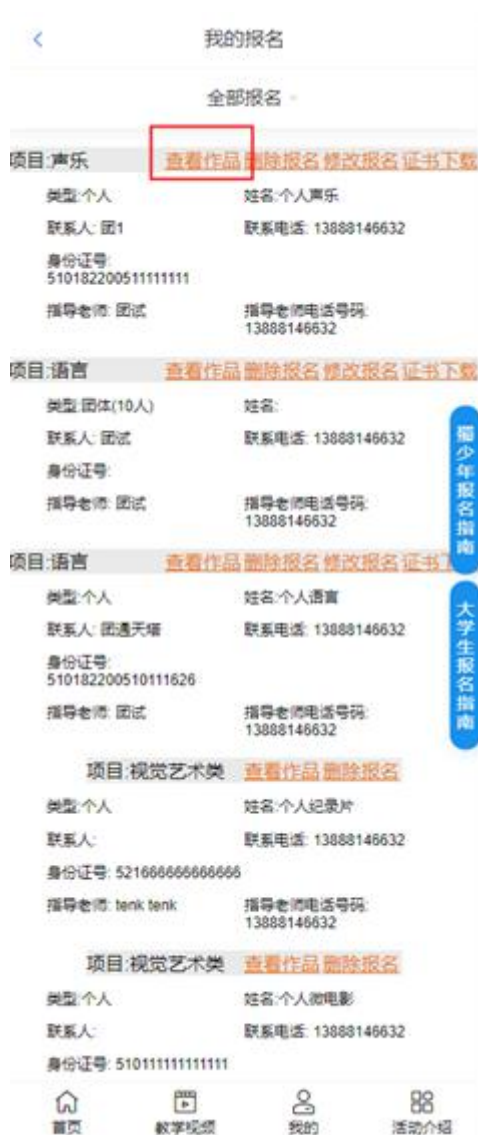 我的报名
全部报名
项目:声乐 查看作品 删除报名 修改报名 证书下载
类型:个人 姓名:个人声乐
联系人: 团1 联系电话: 13888146632
身份证号:
510182200511111111
指导老师: 团试 指导老师电话号码:
13888146632
项目:语言 查看作品 删除报名 修改报名 证书下载
类型:团体(10人) 姓名:
联系人: 团试 联系电话: 13888146632
身份证号:
指导老师: 团试 指导老师电话号码:
13888146632
项目:语言 查看作品 删除报名 修改报名 证书下
类型:个人 姓名:个人语言
联系人: 团遇天塔 联系电话: 13888146632
身份证号:
510182200510111626
指导老师: 团试 指导老师电话号码:
13888146632
项目:视觉艺术类 查看作品 删除报名
类型:个人 姓名:个人纪录片
联系人: 联系电话: 13888146632
身份证号: 521666666666666
指导老师: tenk tenk 指导老师电话号码:
13888146632
项目:视觉艺术类 查看作品 删除报名
类型:个人 姓名:个人微电影
联系人: 联系电话: 13888146632
身份证号: 510111111111111
少年报名指南
大学生报名指南
首页 教学视频 我的 活动介绍